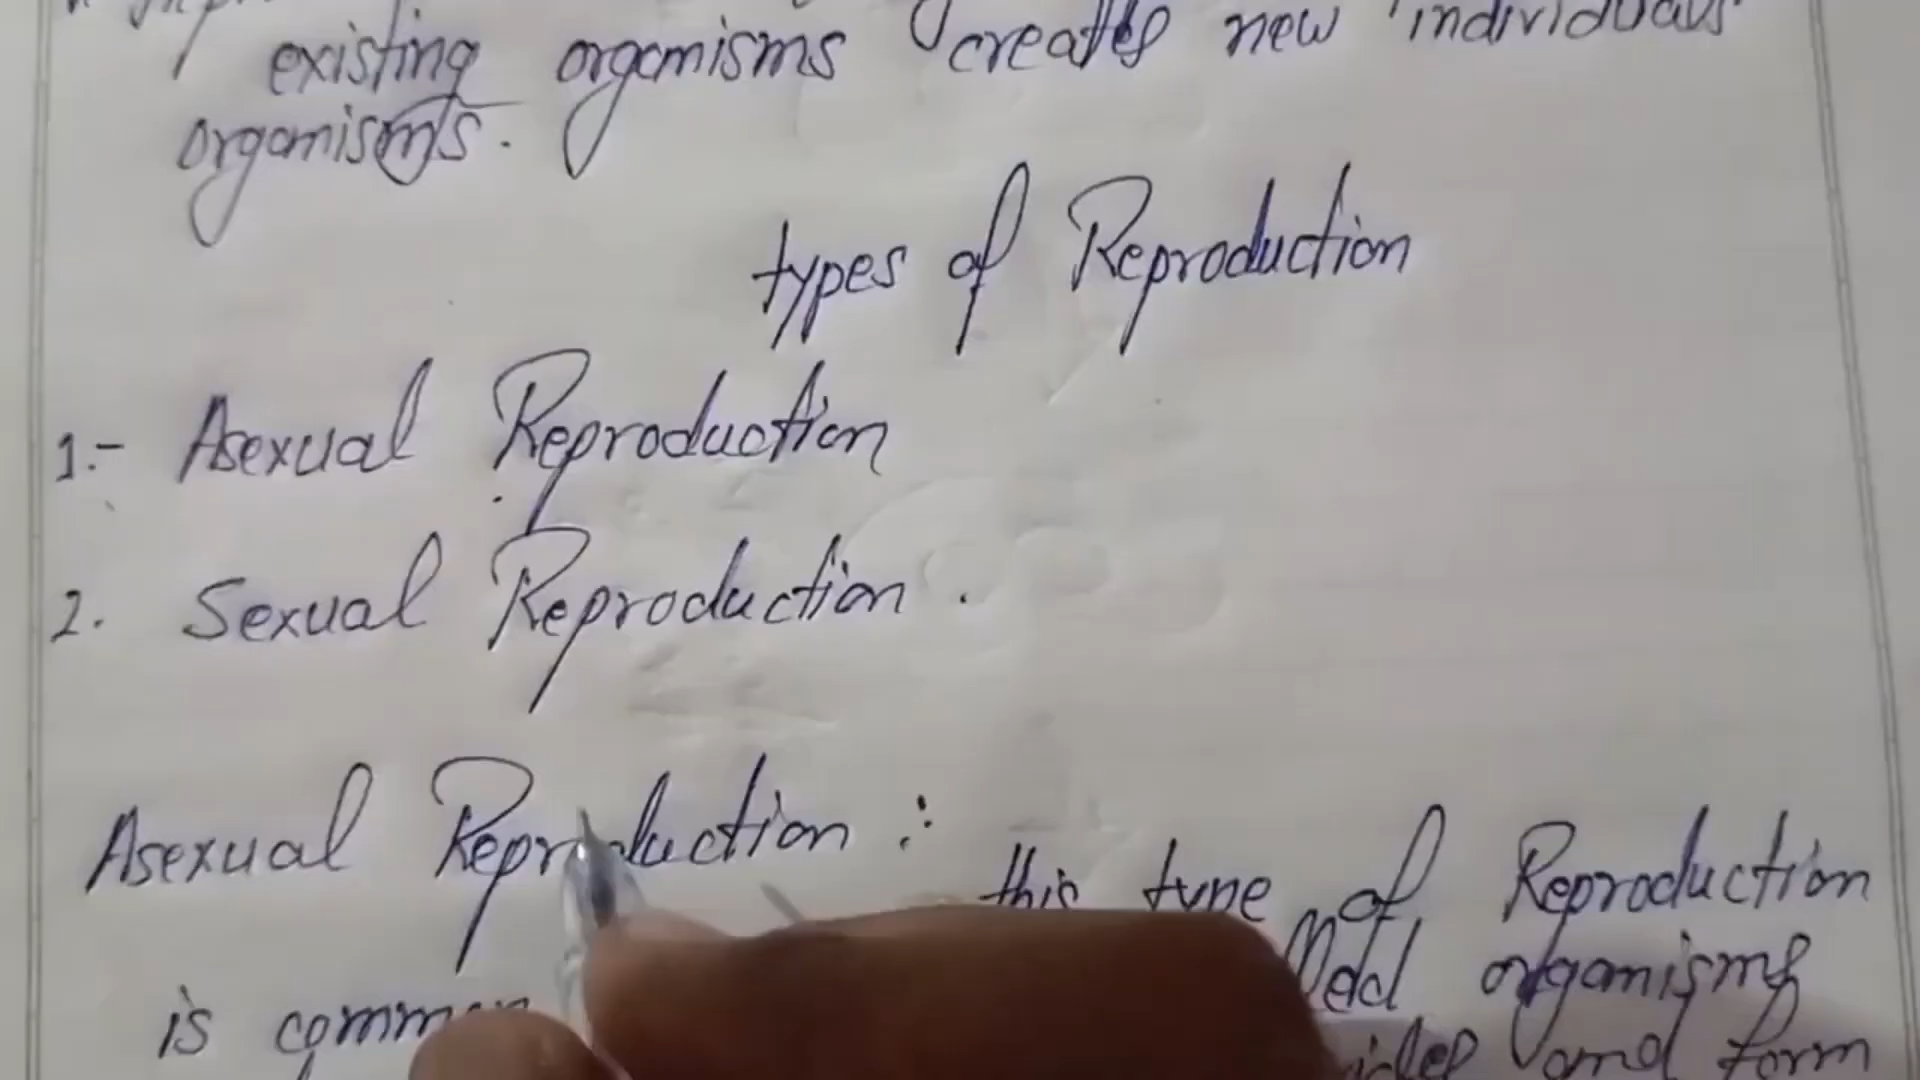 existing organisms creates new individuals
organisms.
types of Reproduction
1.- Asexual Reproduction
2. Sexual Reproduction.
Asexual Reproduction :
this type of Reproduction
is organisms
and form